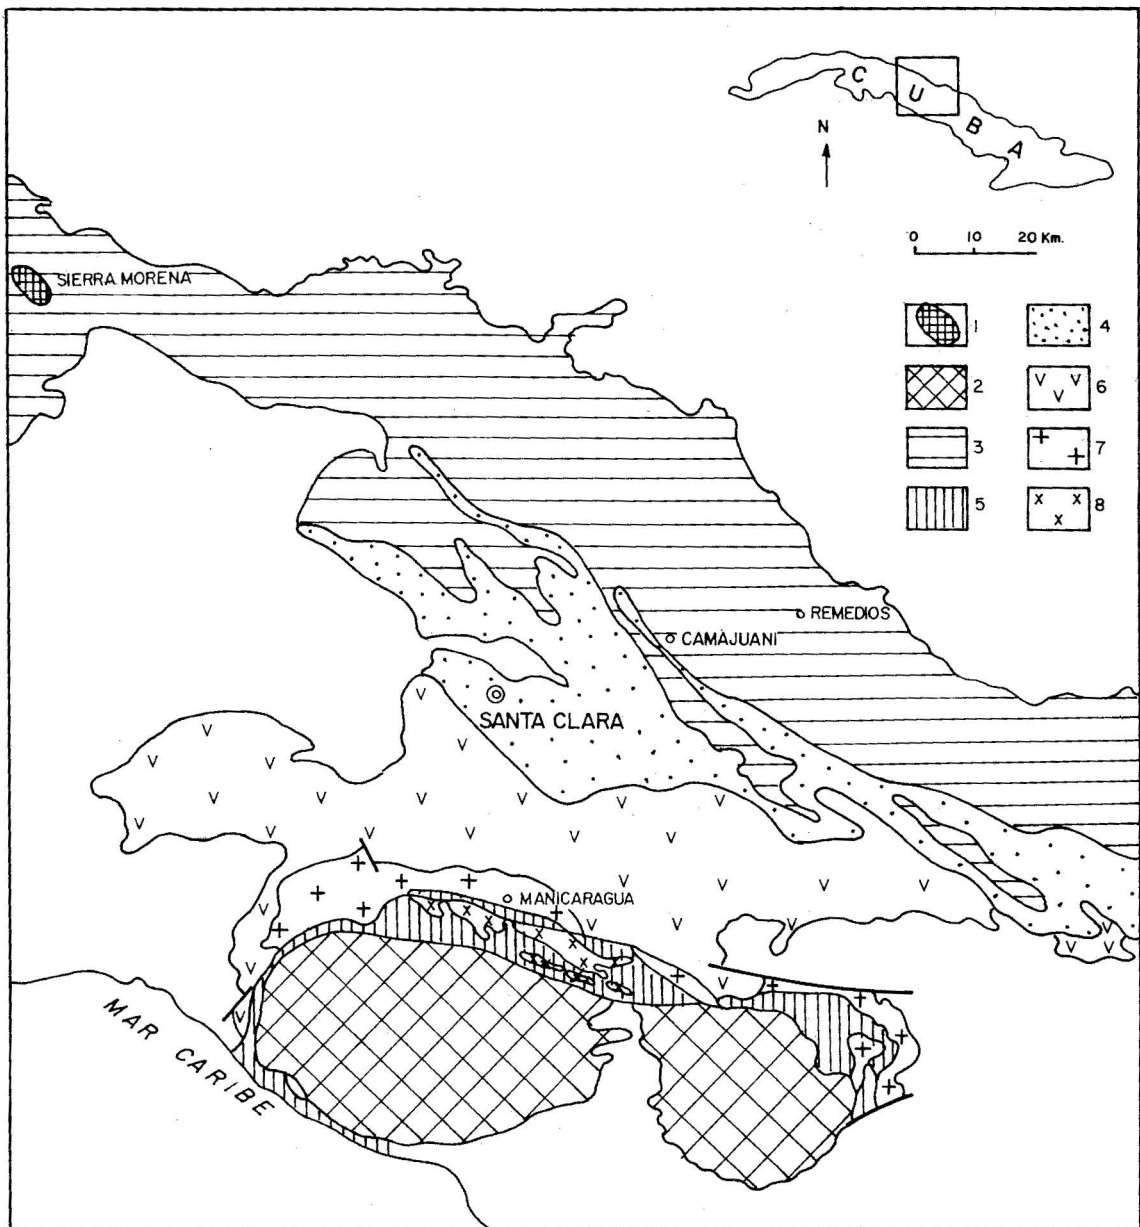 C U B A
N
0 10 20 Km.
SIERRA MORENA
1 4
2 6
3 7
5 8
REMEDIOS
CAMÀJUANI
SANTA CLARA
MANICARAGUA
MAR CARIBE